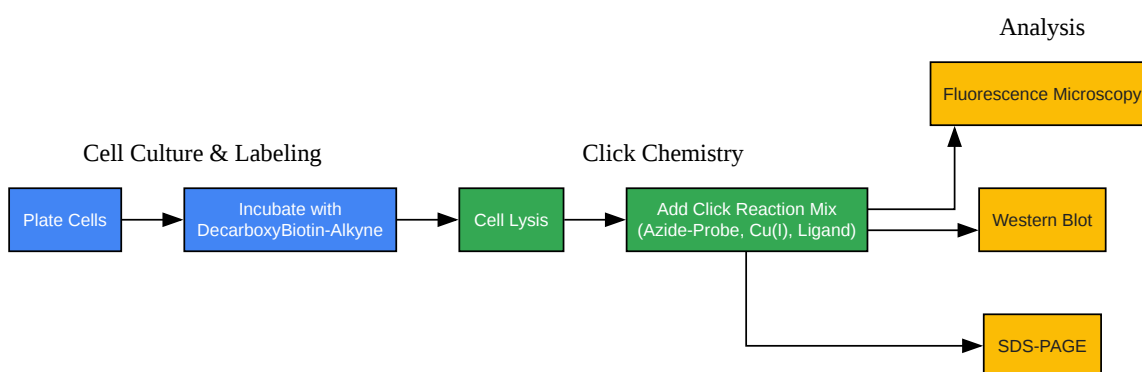 Analysis
Fluorescence Microscopy
Cell Culture & Labeling
Click Chemistry
Plate Cells
Incubate with
DecarboxyBiotin-Alkyne
Cell Lysis
Add Click Reaction Mix
(Azide-Probe, Cu(I), Ligand)
Western Blot
SDS-PAGE